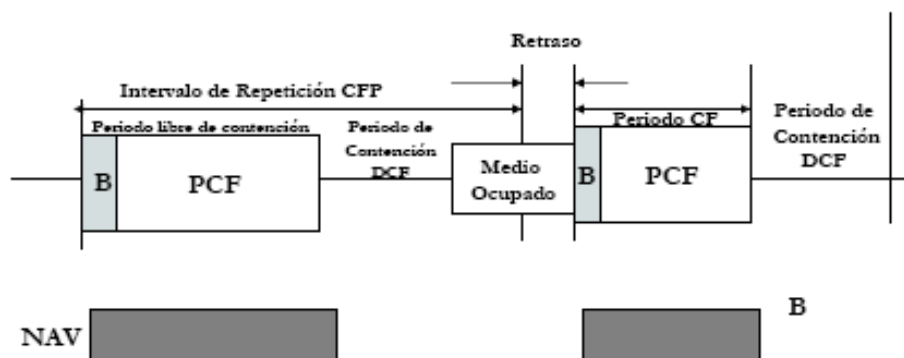 Retraso
Intervalo de Repetición CFP
Periodo libre de contención
Periodo de
Contención
DCF
Periodo CF
Periodo de
Contención
DCF
B
PCF
Medio
Ocupado
B
PCF
NAV
B